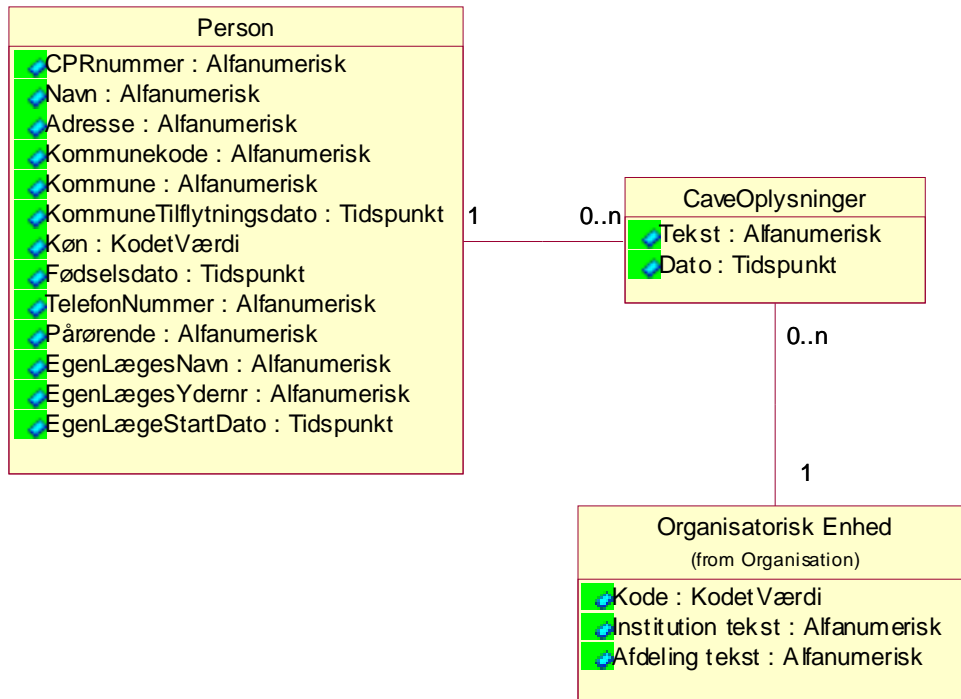 Person
CPRnummer : Alfanumerisk
Navn : Alfanumerisk
Adresse : Alfanumerisk
Kommunekode : Alfanumerisk
Kommune : Alfanumerisk
KommuneTilflytningsdato : Tidspunkt
Køn : KodetVærdi
Fødselsdato : Tidspunkt
TelefonNummer : Alfanumerisk
Pårørende : Alfanumerisk
EgenLægesNavn : Alfanumerisk
EgenLægesYdernr : Alfanumerisk
EgenLægeStartDato : Tidspunkt
1
0..n
CaveOplysninger
Tekst : Alfanumerisk
Dato : Tidspunkt
0..n
1
Organisatorisk Enhed
(from Organisation)
Kode : KodetVærdi
Institution tekst : Alfanumerisk
Afdeling tekst : Alfanumerisk